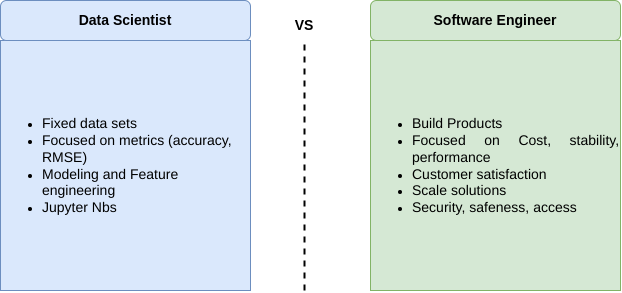 Data Scientist
VS
Software Engineer
• Fixed data sets
• Focused on metrics (accuracy,
RMSE)
• Modeling and Feature
engineering
• Jupyter Nbs
• Build Products
• Focused on Cost, stability,
performance
• Customer satisfaction
• Scale solutions
• Security, safeness, access